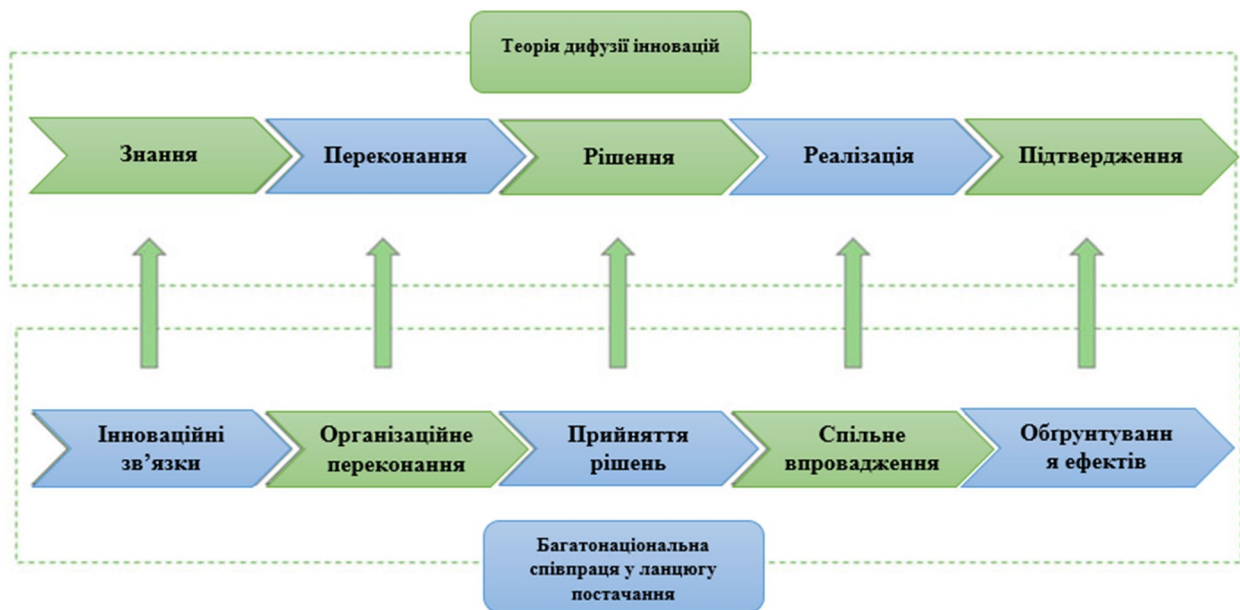 Теорія дифузії інновацій
Знання
Переконання
Рішення
Реалізація
Підтвердження
Інноваційні
зв’язки
Організаційне
переконання
Прийняття
рішень
Спільне
впровадження
Обґрунтуванн
я ефектів
Багатонаціональна
співпраця у ланцюгу
постачання